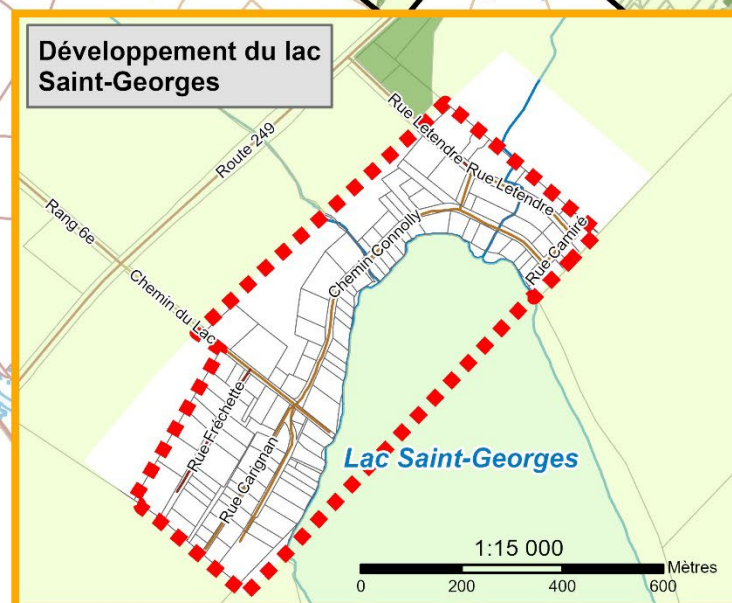 Développement du lac
Saint-Georges
Rue Letendre
Rue Letendre
Route 249
Rang 6e
Chemin Connolly
Rue Camire
Chemin du Lac
Rue Fréchette
Rue Carignan
Lac Saint-Georges
1:15 000
Mètres
0 200 400 600